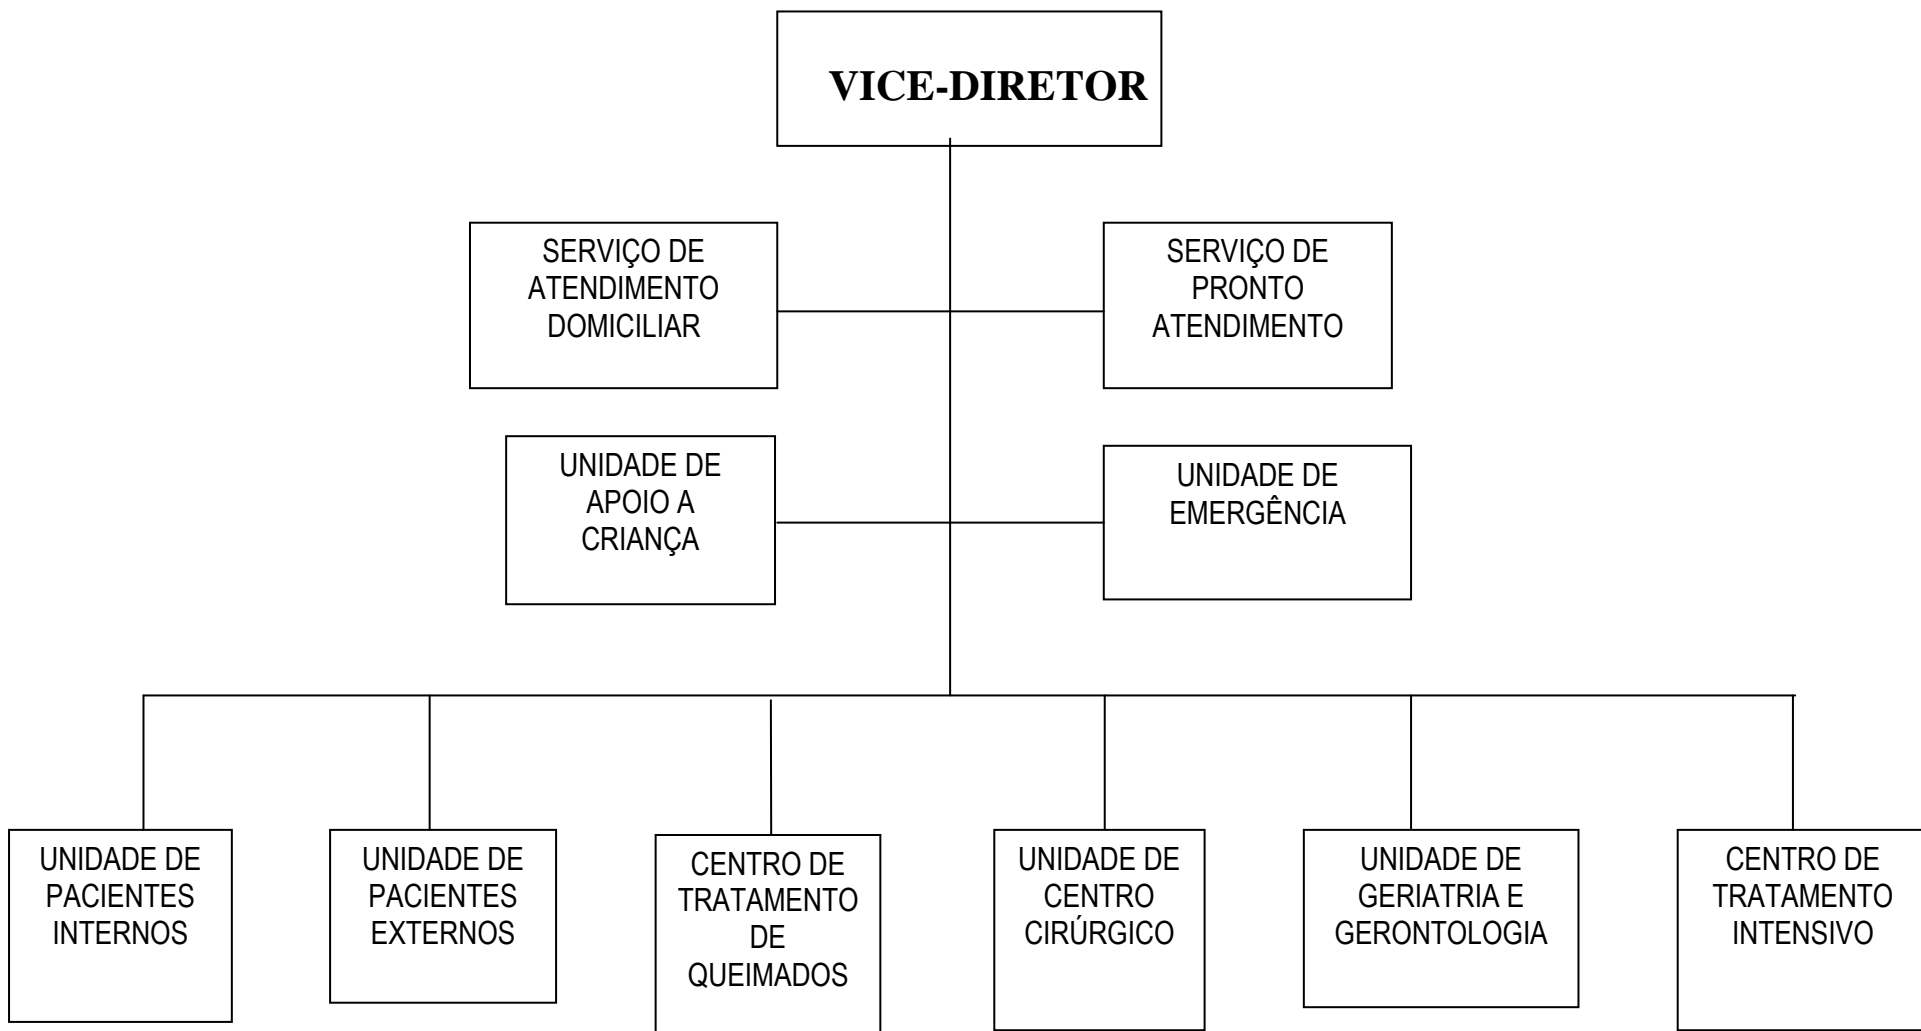 VICE-DIRETOR
SERVIÇO DE
ATENDIMENTO
DOMICILIAR
SERVIÇO DE
PRONTO
ATENDIMENTO
UNIDADE DE
APOIO A
CRIANÇA
UNIDADE DE
EMERGÊNCIA
UNIDADE DE
PACIENTES
INTERNOS
UNIDADE DE
PACIENTES
EXTERNOS
CENTRO DE
TRATAMENTO
DE
QUEIMADOS
UNIDADE DE
CENTRO
CIRÚRGICO
UNIDADE DE
GERIATRIA E
GERONTOLOGIA
CENTRO DE
TRATAMENTO
INTENSIVO